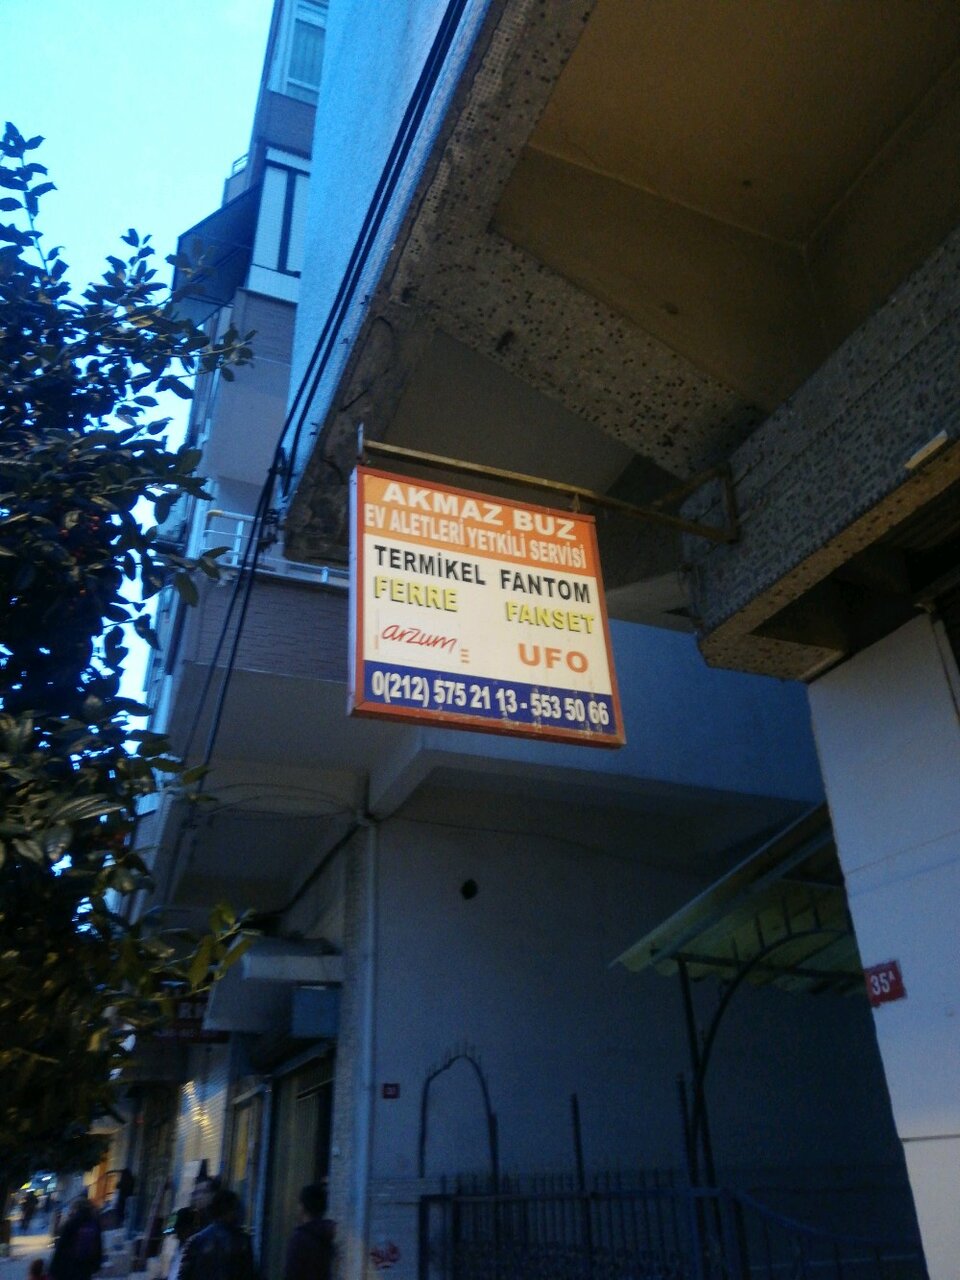 AKMAZ BUZ
EV ALETLERİ YETKİLİ SERVİSİ
TERMİKEL FANTOM
FERRE FANSET
arzum UFO
0(212) 575 21 13 - 553 50 66
35A